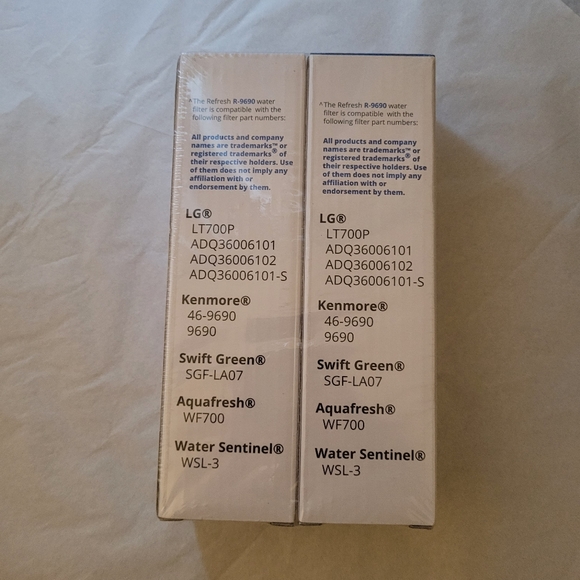 ^The Refresh R-9690 water
filter is compatible with the
following filter part numbers:
All products and company
names are trademarks™ or
registered trademarks® of
their respective holders. Use
of them does not imply any
affiliation with or
endorsement by them.
LG®
LT700P
ADQ36006101
ADQ36006102
ADQ36006101-S
Kenmore®
46-9690
9690
Swift Green®
SGF-LA07
Aquafresh®
WF700
Water Sentinel®
WSL-3
^The Refresh R-9690 water
filter is compatible with the
following filter part numbers:
All products and company
names are trademarks™ or
registered trademarks® of
their respective holders. Use
of them does not imply any
affiliation with or
endorsement by them.
LG®
LT700P
ADQ36006101
ADQ36006102
ADQ36006101-S
Kenmore®
46-9690
9690
Swift Green®
SGF-LA07
Aquafresh®
WF700
Water Sentinel®
WSL-3